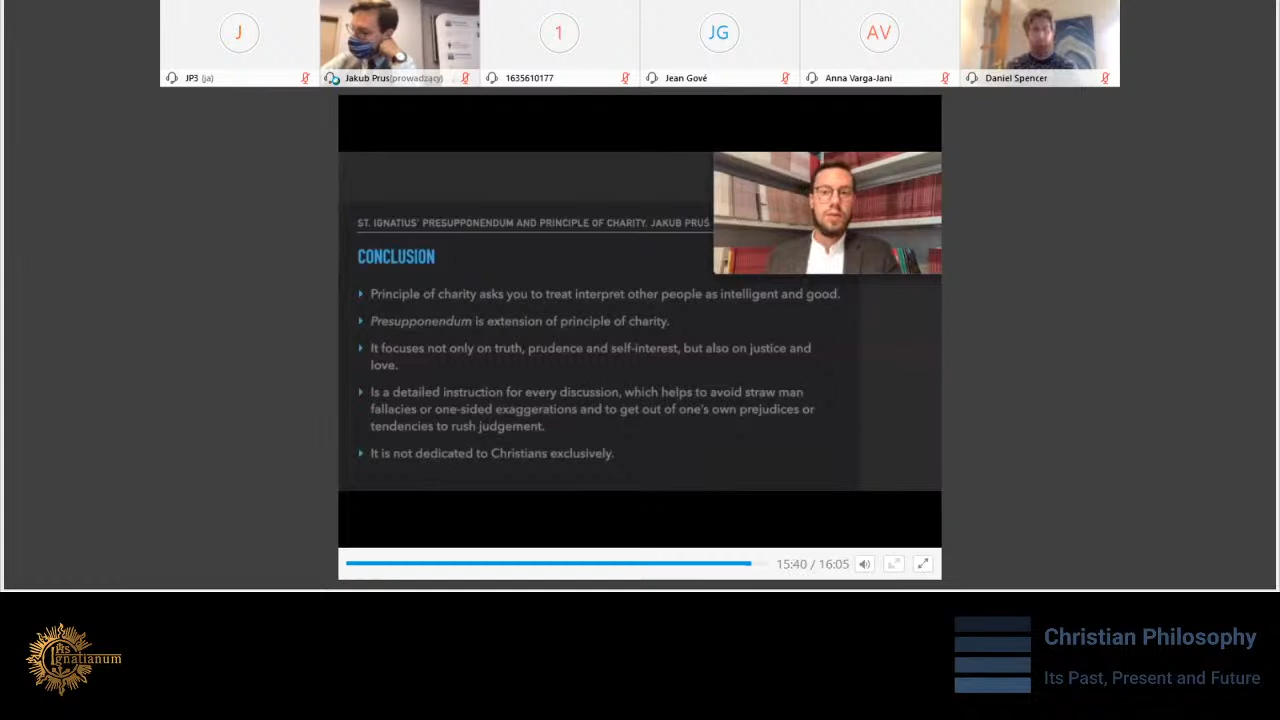 J
1
JG
AV
JP3 (ja)
Jakub Prus(prowadzący)
1635610177
Jean Gové
Anna Varga-Jani
Daniel Spencer
ST. IGNATIUS' PRESUPPONENDUM AND PRINCIPLE OF CHARITY. JAKUB PRUŚ
CONCLUSION
Principle of charity asks you to treat interpret other people as intelligent and good.
Presupponendum is extension of principle of charity.
It focuses not only on truth, prudence and self-interest, but also on justice and
love.
Is a detailed instruction for every discussion, which helps to avoid straw man
fallacies or one-sided exaggerations and to get out of one's own prejudices or
tendencies to rush judgement.
It is not dedicated to Christians exclusively.
15:40 / 16:05
Ignatianum
Christian Philosophy
Its Past, Present and Future